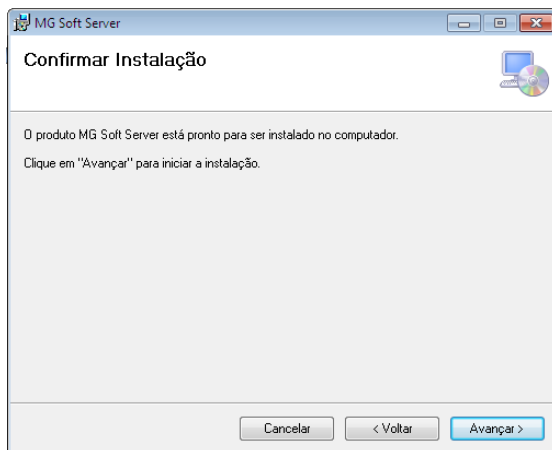 MG Soft Server
Confirmar Instalação
O produto MG Soft Server está pronto para ser instalado no computador.
Clique em "Avançar" para iniciar a instalação.
Cancelar
< Voltar
Avançar >